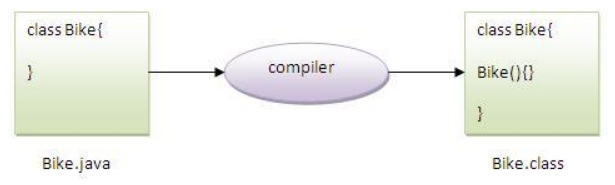 class Bike{
}
Bike.java
compiler
class Bike{
Bike(){}
}
Bike.class